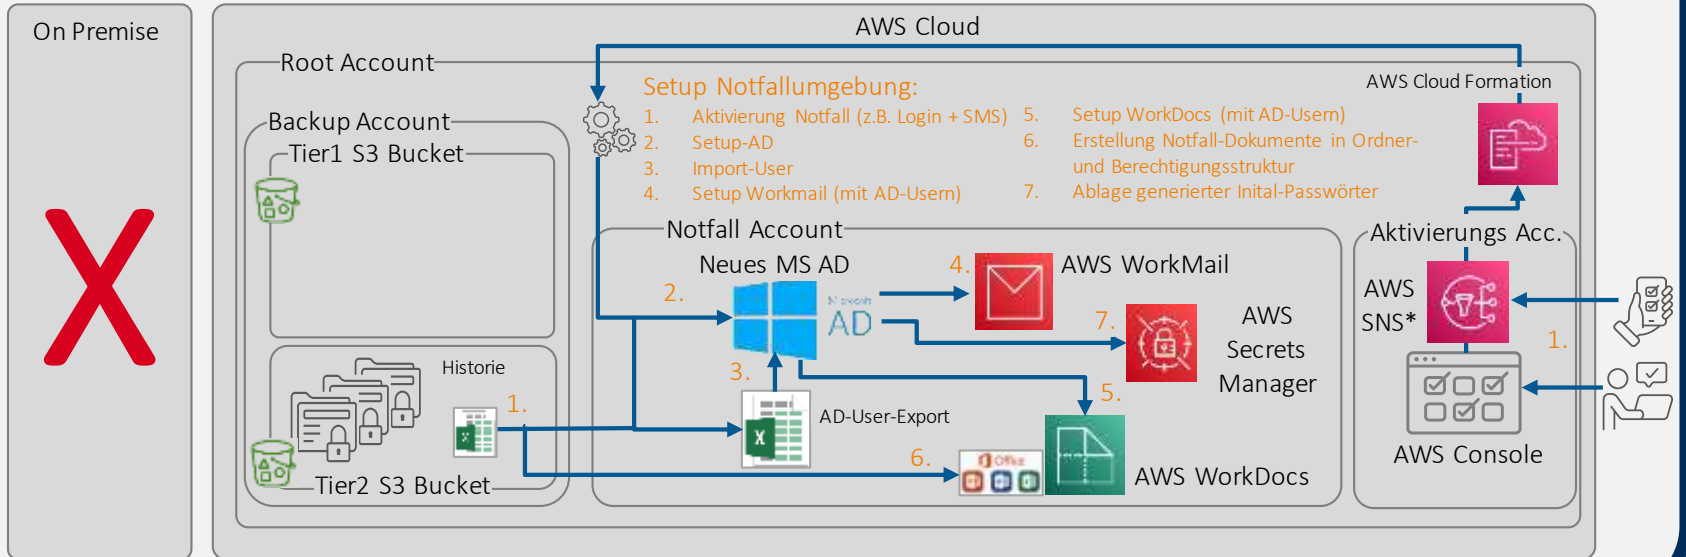 On Premise
AWS Cloud
Root Account
AWS Cloud Formation
Setup Notfallumgebung:
1. Aktivierung Notfall (z.B. Login + SMS)
2. Setup-AD
3. Import-User
4. Setup Workmail (mit AD-Usern)
5. Setup WorkDocs (mit AD-Usern)
6. Erstellung Notfall-Dokumente in Ordner-
und Berechtigungsstruktur
7. Ablage generierter Inital-Passwörter
Backup Account
Tier1 S3 Bucket
X
Historie
1.
X
Tier2 S3 Bucket
Notfall Account
Neues MS AD
2.
Microsoft
AD
4.
AWS WorkMail
7.
AWS
Secrets
Manager
3.
X
AD-User-Export
5.
6.
Office
AWS WorkDocs
Aktivierungs Acc.
AWS
SNS*
1.
AWS Console